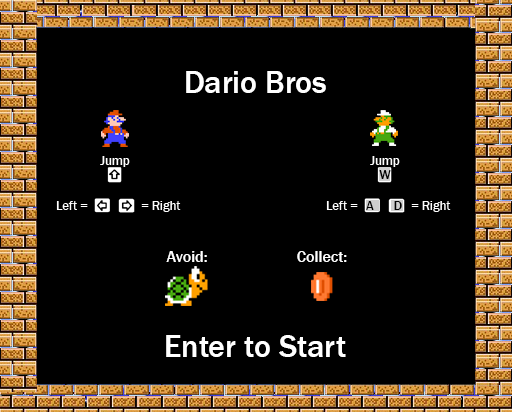 Dario Bros
Jump Jump
W
Left = = Right Left = A D = Right
Avoid: Collect:
Enter to Start